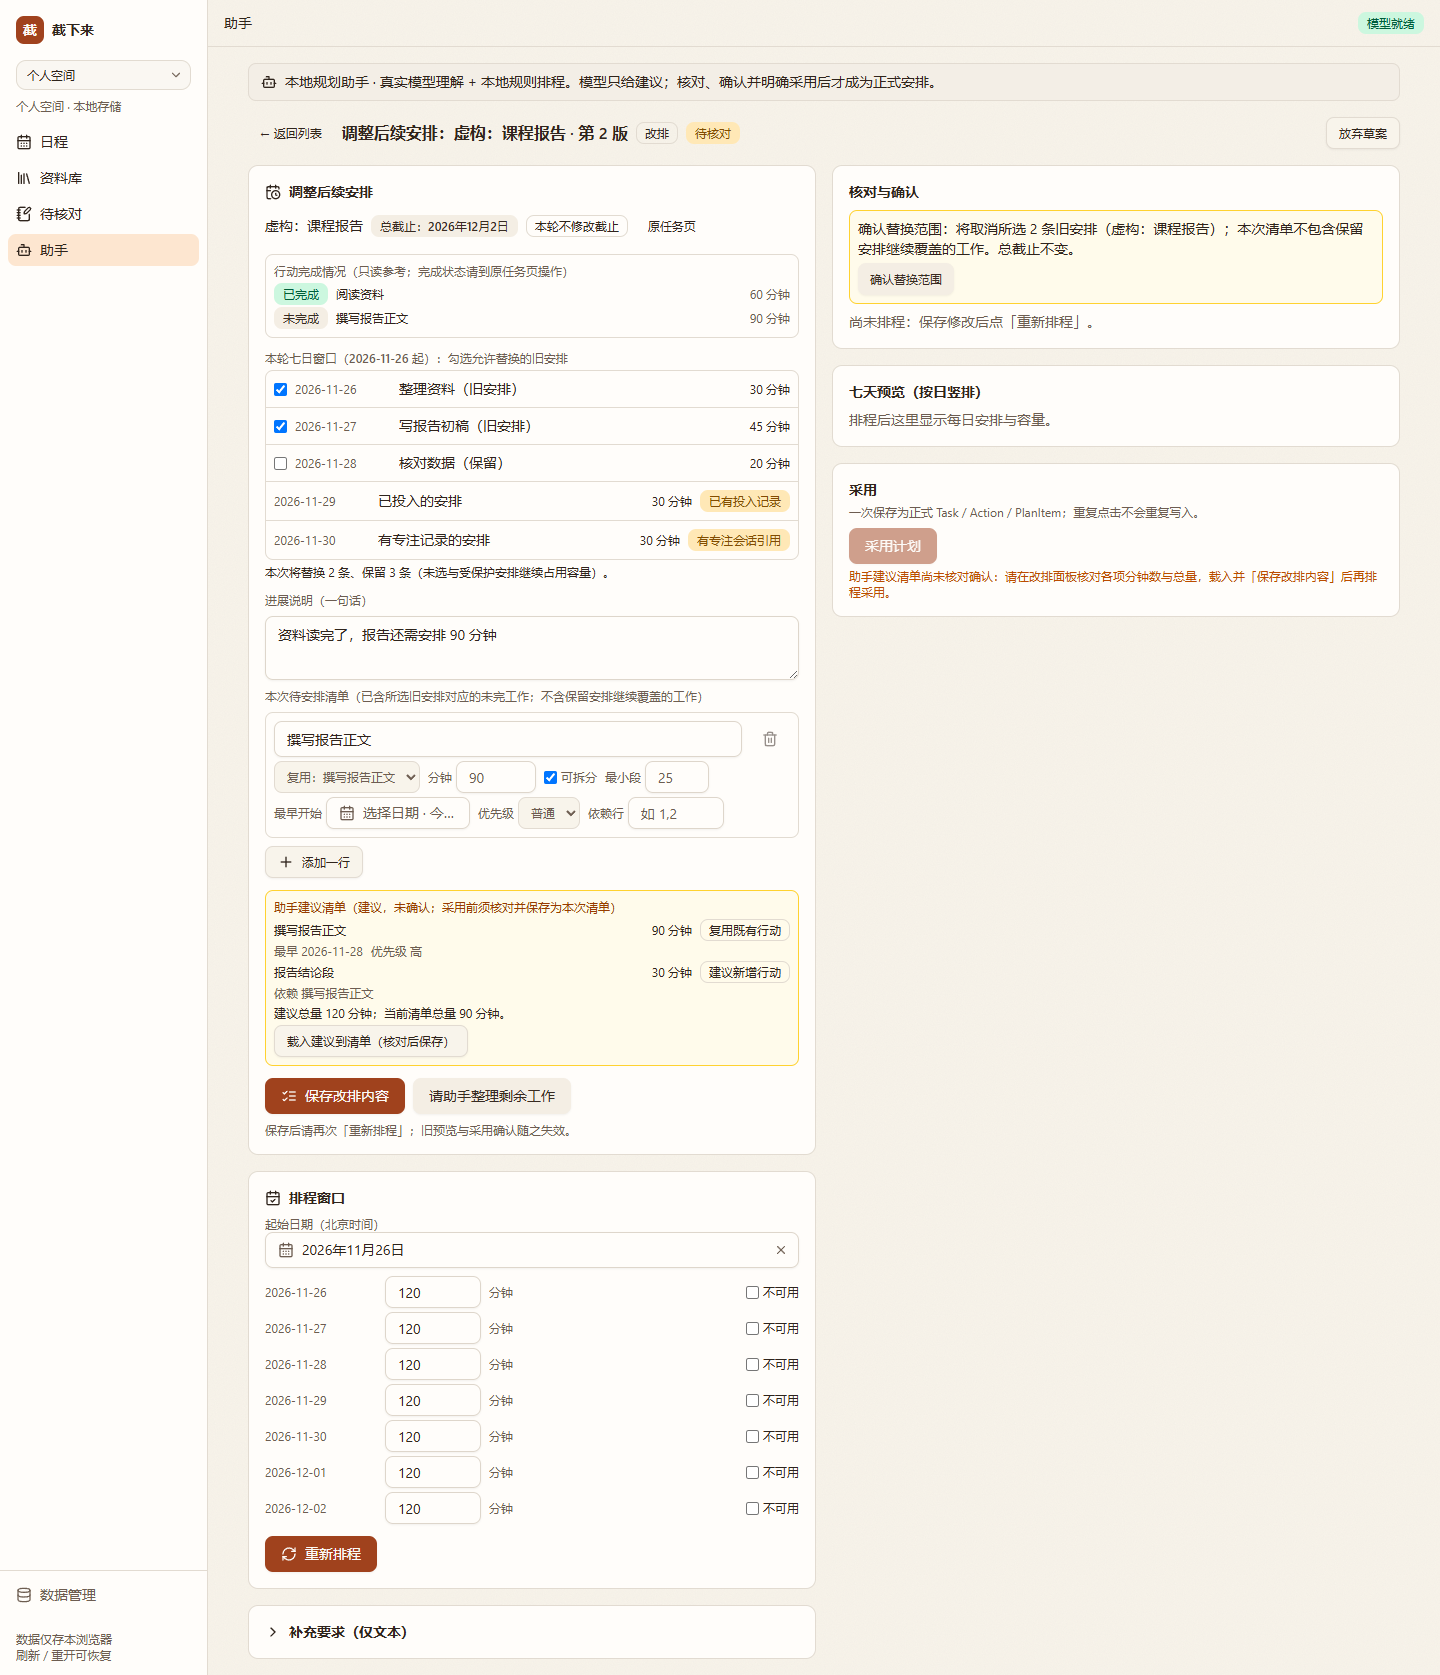 截 截下来
个人空间
个人空间 · 本地存储
日程
资料库
待核对
助手
数据管理
数据仅存本浏览器
刷新 / 重开可恢复
助手
模型就绪
本地规划助手 · 真实模型理解 + 本地规则排程。模型只给建议；核对、确认并明确采用后才成为正式安排。
← 返回列表 调整后续安排：虚构：课程报告 · 第 2 版 改排 待核对 放弃草案
调整后续安排
虚构：课程报告 总截止：2026年12月2日 本轮不修改截止 原任务页
行动完成情况（只读参考；完成状态请到原任务页操作）
已完成 阅读资料 60 分钟
未完成 撰写报告正文 90 分钟
本轮七日窗口（2026-11-26 起）：勾选允许替换的旧安排
2026-11-26 整理资料（旧安排） 30 分钟
2026-11-27 写报告初稿（旧安排） 45 分钟
2026-11-28 核对数据（保留） 20 分钟
2026-11-29 已投入的安排 30 分钟 已有投入记录
2026-11-30 有专注记录的安排 30 分钟 有专注会话引用
本次将替换 2 条、保留 3 条（未选与受保护安排继续占用容量）。
进展说明（一句话）
资料读完了，报告还需安排 90 分钟
本次待安排清单（已含所选旧安排对应的未完工作；不含保留安排继续覆盖的工作）
撰写报告正文
复用：撰写报告正文 分钟 90 可拆分 最小段 25
最早开始 选择日期 · 今... 优先级 普通 依赖行 如 1,2
添加一行
助手建议清单（建议，未确认；采用前须核对并保存为本次清单）
撰写报告正文 90 分钟 复用既有行动
最早 2026-11-28 优先级 高
报告结论段 30 分钟 建议新增行动
依赖 撰写报告正文
建议总量 120 分钟；当前清单总量 90 分钟。
载入建议到清单（核对后保存）
保存改排内容 请助手整理剩余工作
保存后请再次「重新排程」；旧预览与采用确认随之失效。
排程窗口
起始日期（北京时间）
2026年11月26日
2026-11-26 120 分钟 不可用
2026-11-27 120 分钟 不可用
2026-11-28 120 分钟 不可用
2026-11-29 120 分钟 不可用
2026-11-30 120 分钟 不可用
2026-12-01 120 分钟 不可用
2026-12-02 120 分钟 不可用
重新排程
补充要求（仅文本）
核对与确认
确认替换范围：将取消所选 2 条旧安排（虚构：课程报告）；本次清单不包含保留
安排继续覆盖的工作。总截止不变。
确认替换范围
尚未排程：保存修改后点「重新排程」。
七天预览（按日竖排）
排程后这里显示每日安排与容量。
采用
一次保存为正式 Task / Action / PlanItem；重复点击不会重复写入。
采用计划
助手建议清单尚未核对确认：请在改排面板核对各项分钟数与总量，载入并「保存改排内容」后再排
程采用。